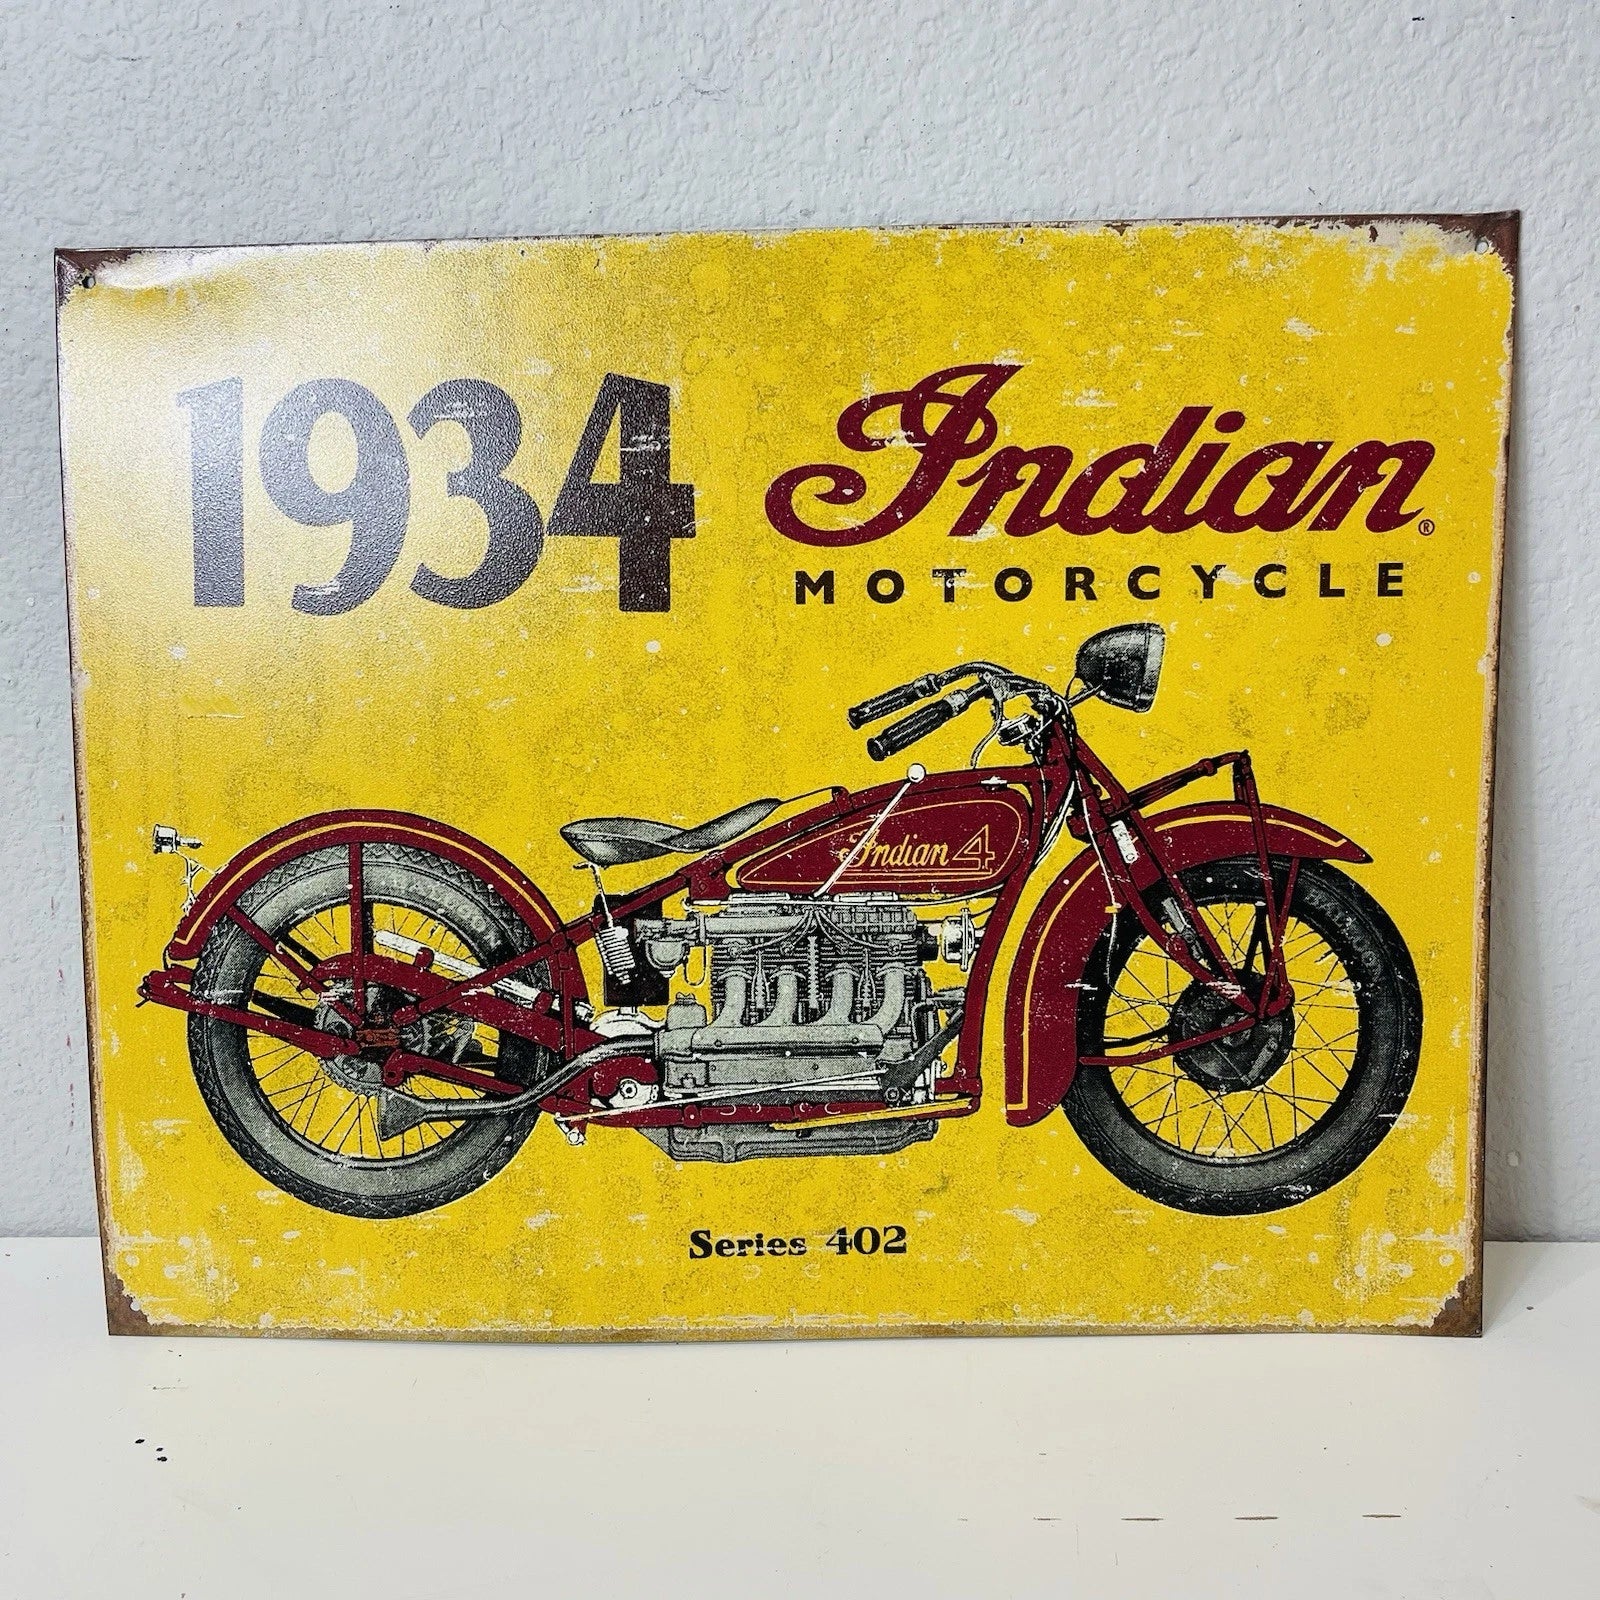 1934
Indian®
MOTORCYCLE
Indian 4
Series 402